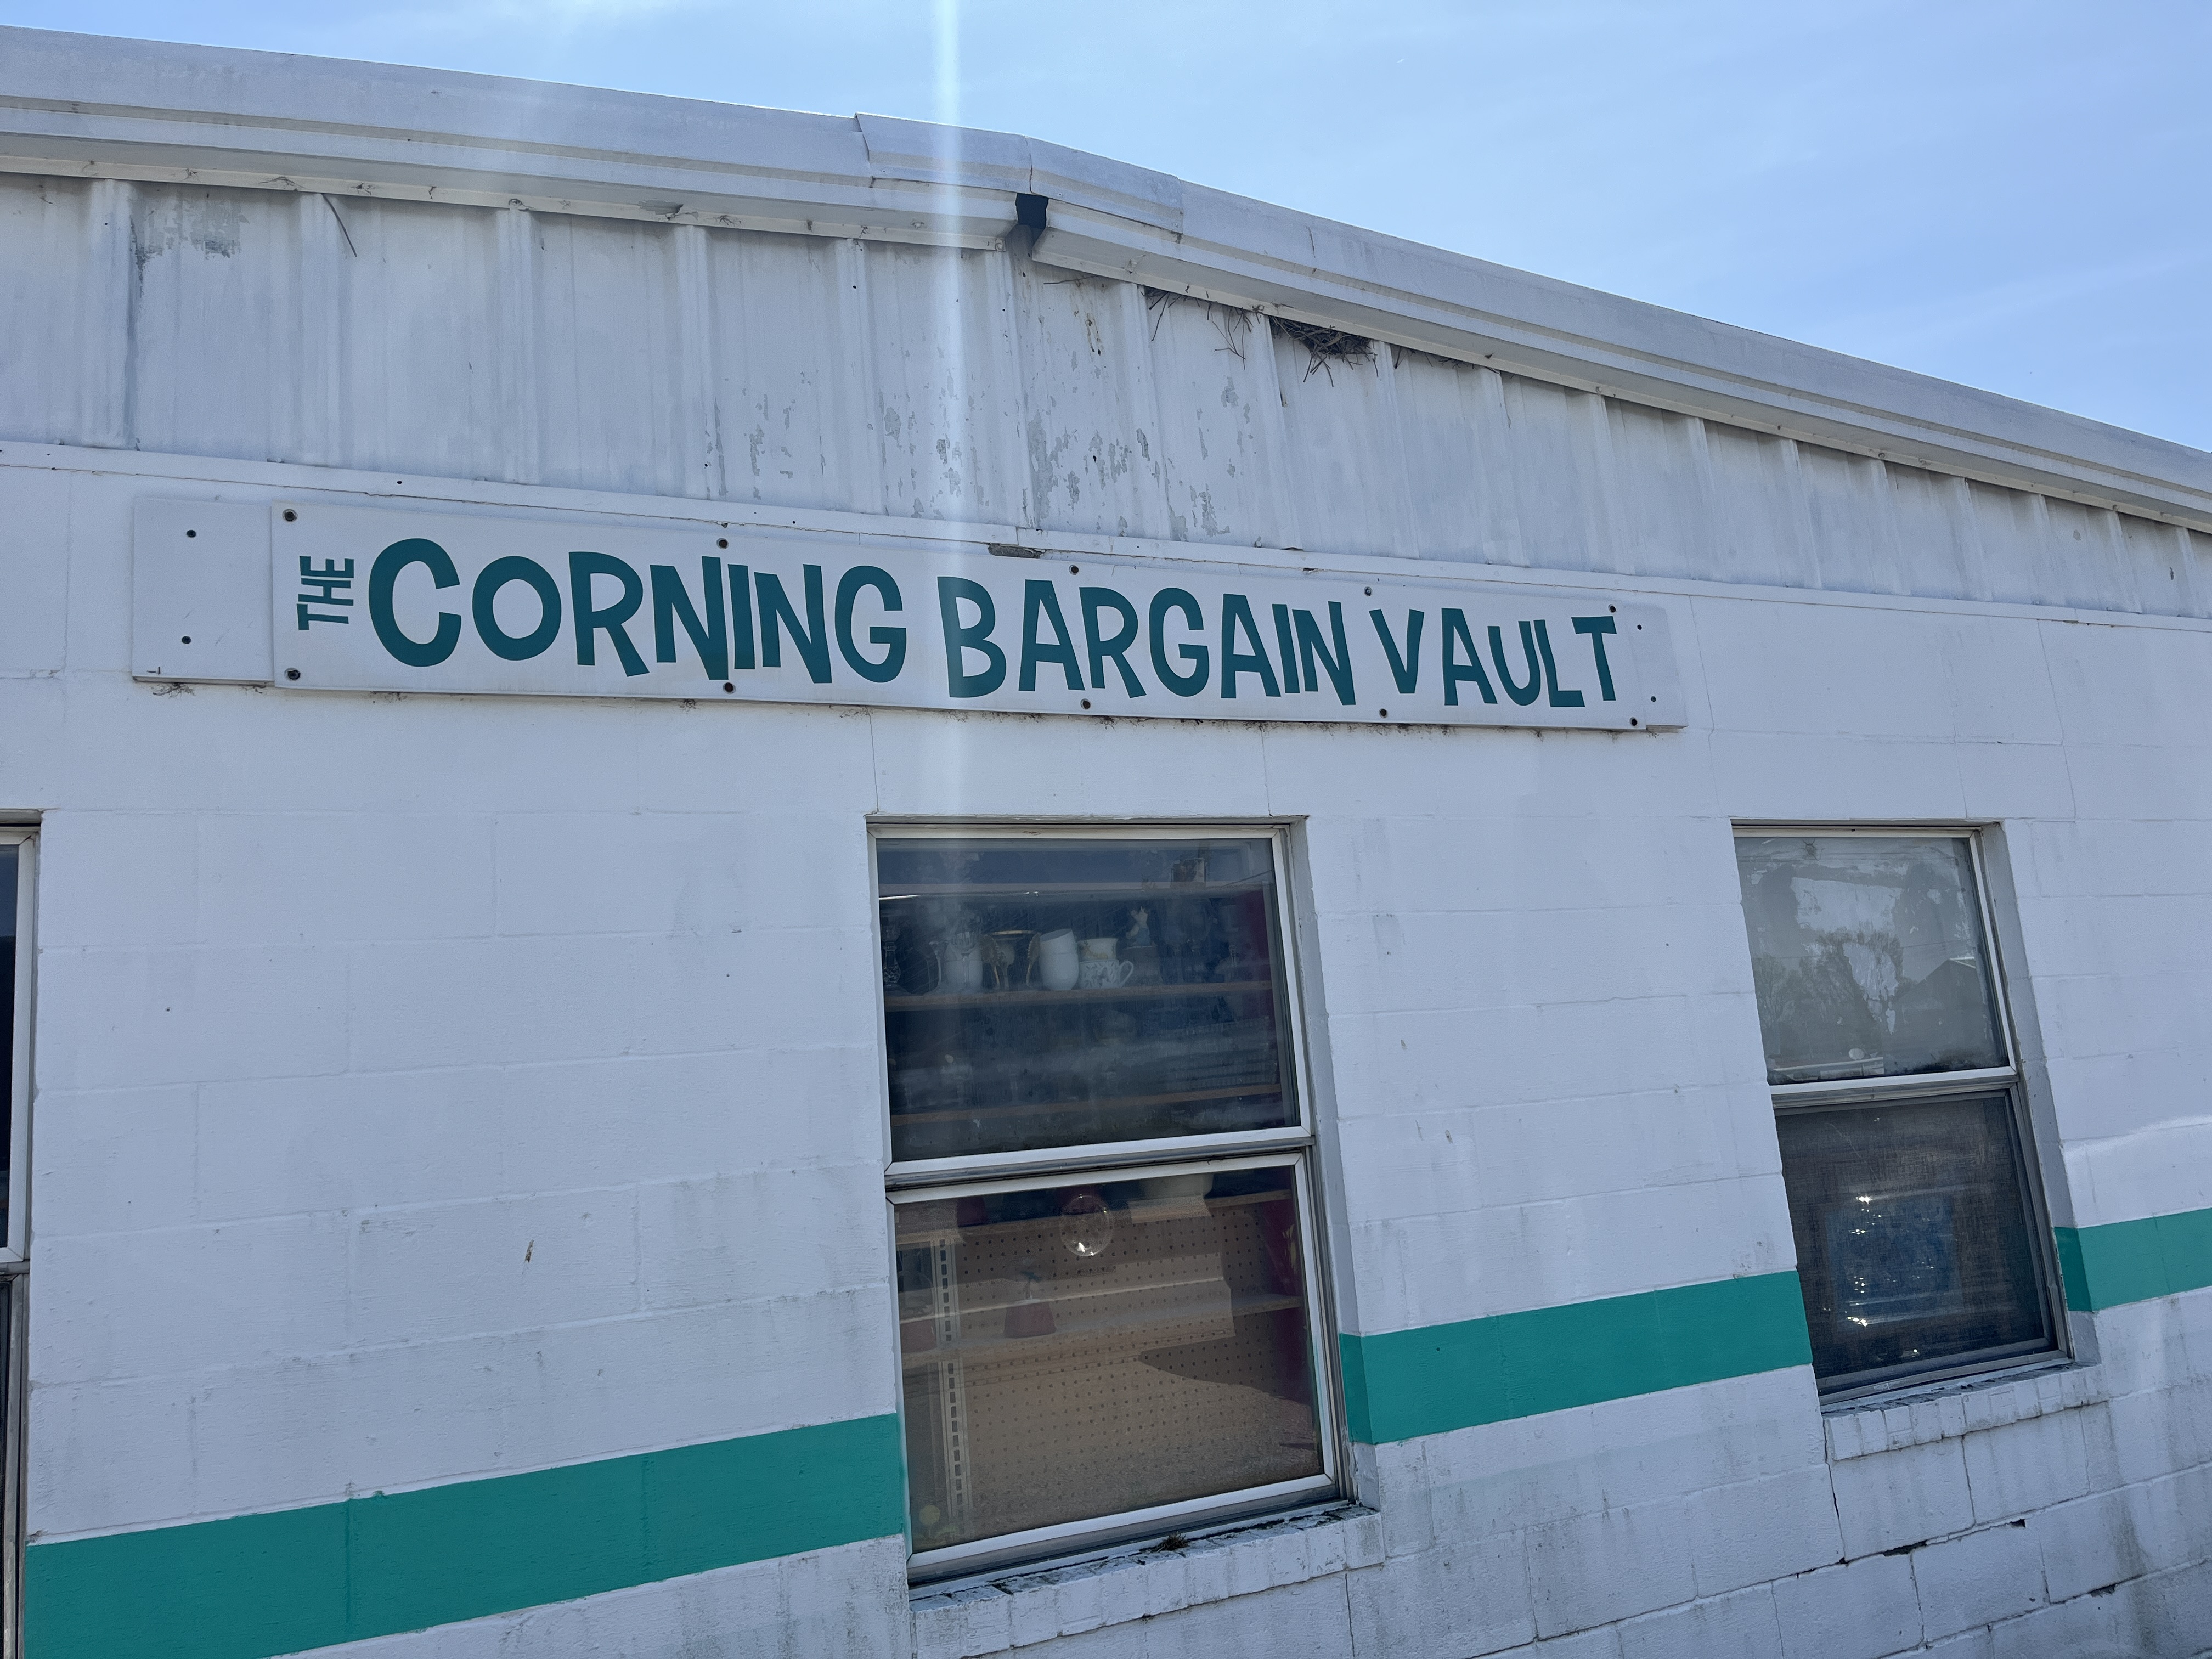 THE CORNING BARGAIN VAULT